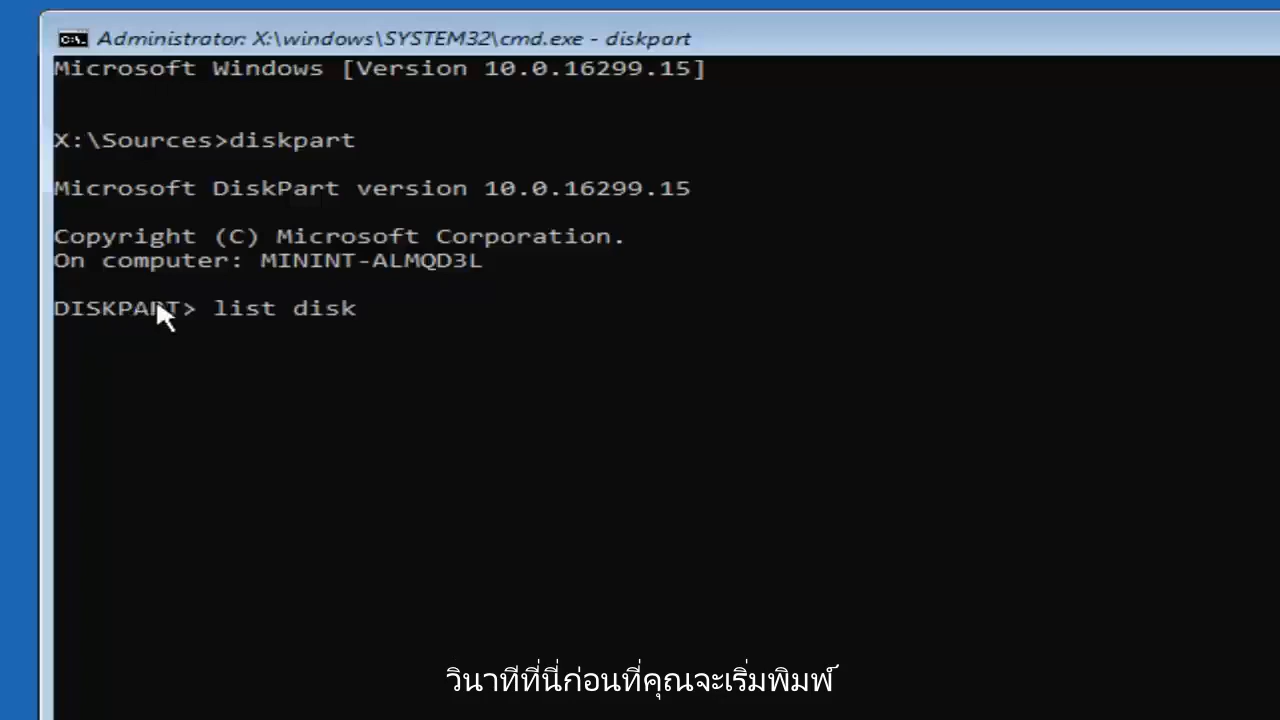 Administrator: X:\windows\SYSTEM32\cmd.exe - diskpart
Microsoft Windows [Version 10.0.16299.15]
X:\Sources>diskpart
Microsoft DiskPart version 10.0.16299.15
Copyright (C) Microsoft Corporation.
On computer: MININT-ALMQD3L
DISKPART> list disk
วินาทีที่นี่ก่อนที่คุณจะเริ่มพิมพ์